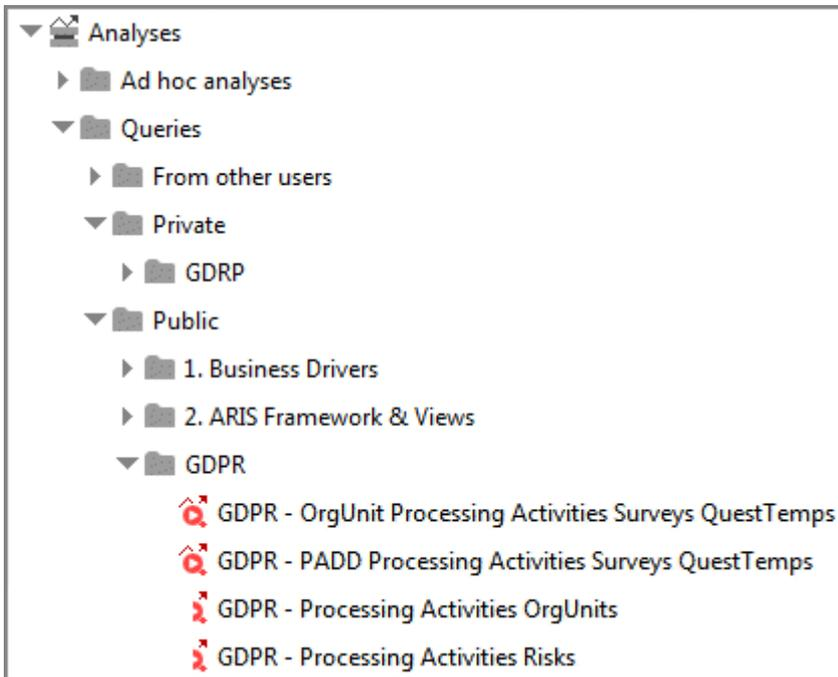 Analyses
Ad hoc analyses
Queries
From other users
Private
GDRP
Public
1. Business Drivers
2. ARIS Framework & Views
GDPR
GDPR - OrgUnit Processing Activities Surveys QuestTemps
GDPR - PADD Processing Activities Surveys QuestTemps
GDPR - Processing Activities OrgUnits
GDPR - Processing Activities Risks